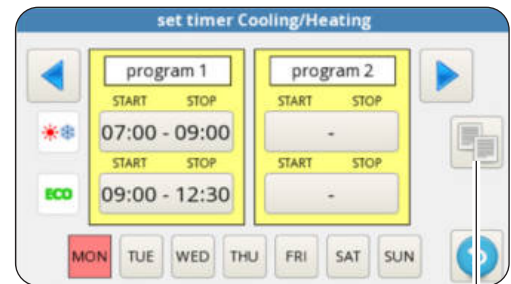 set timer Cooling/Heating
program 1 program 2
START STOP START STOP
07:00 - 09:00 -
START STOP START STOP
ECO 09:00 - 12:30 -
MON TUE WED THU FRI SAT SUN